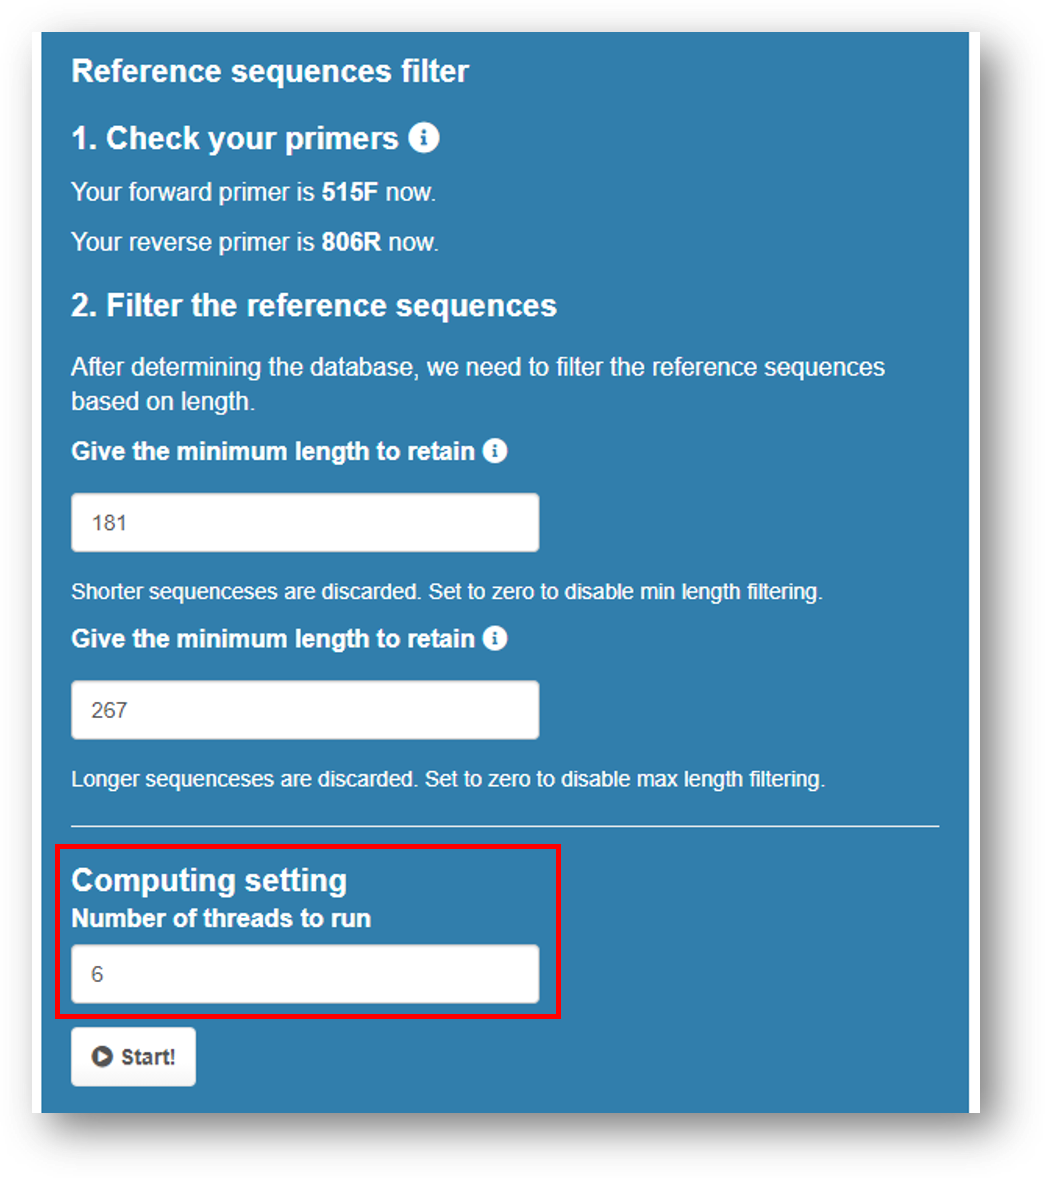 Reference sequences filter
1. Check your primers
Your forward primer is 515F now.
Your reverse primer is 806R now.
2. Filter the reference sequences
After determining the database, we need to filter the reference sequences
based on length.
Give the minimum length to retain
181
Shorter sequenceses are discarded. Set to zero to disable min length filtering.
Give the minimum length to retain
267
Longer sequenceses are discarded. Set to zero to disable max length filtering.
Computing setting
Number of threads to run
6
Start!